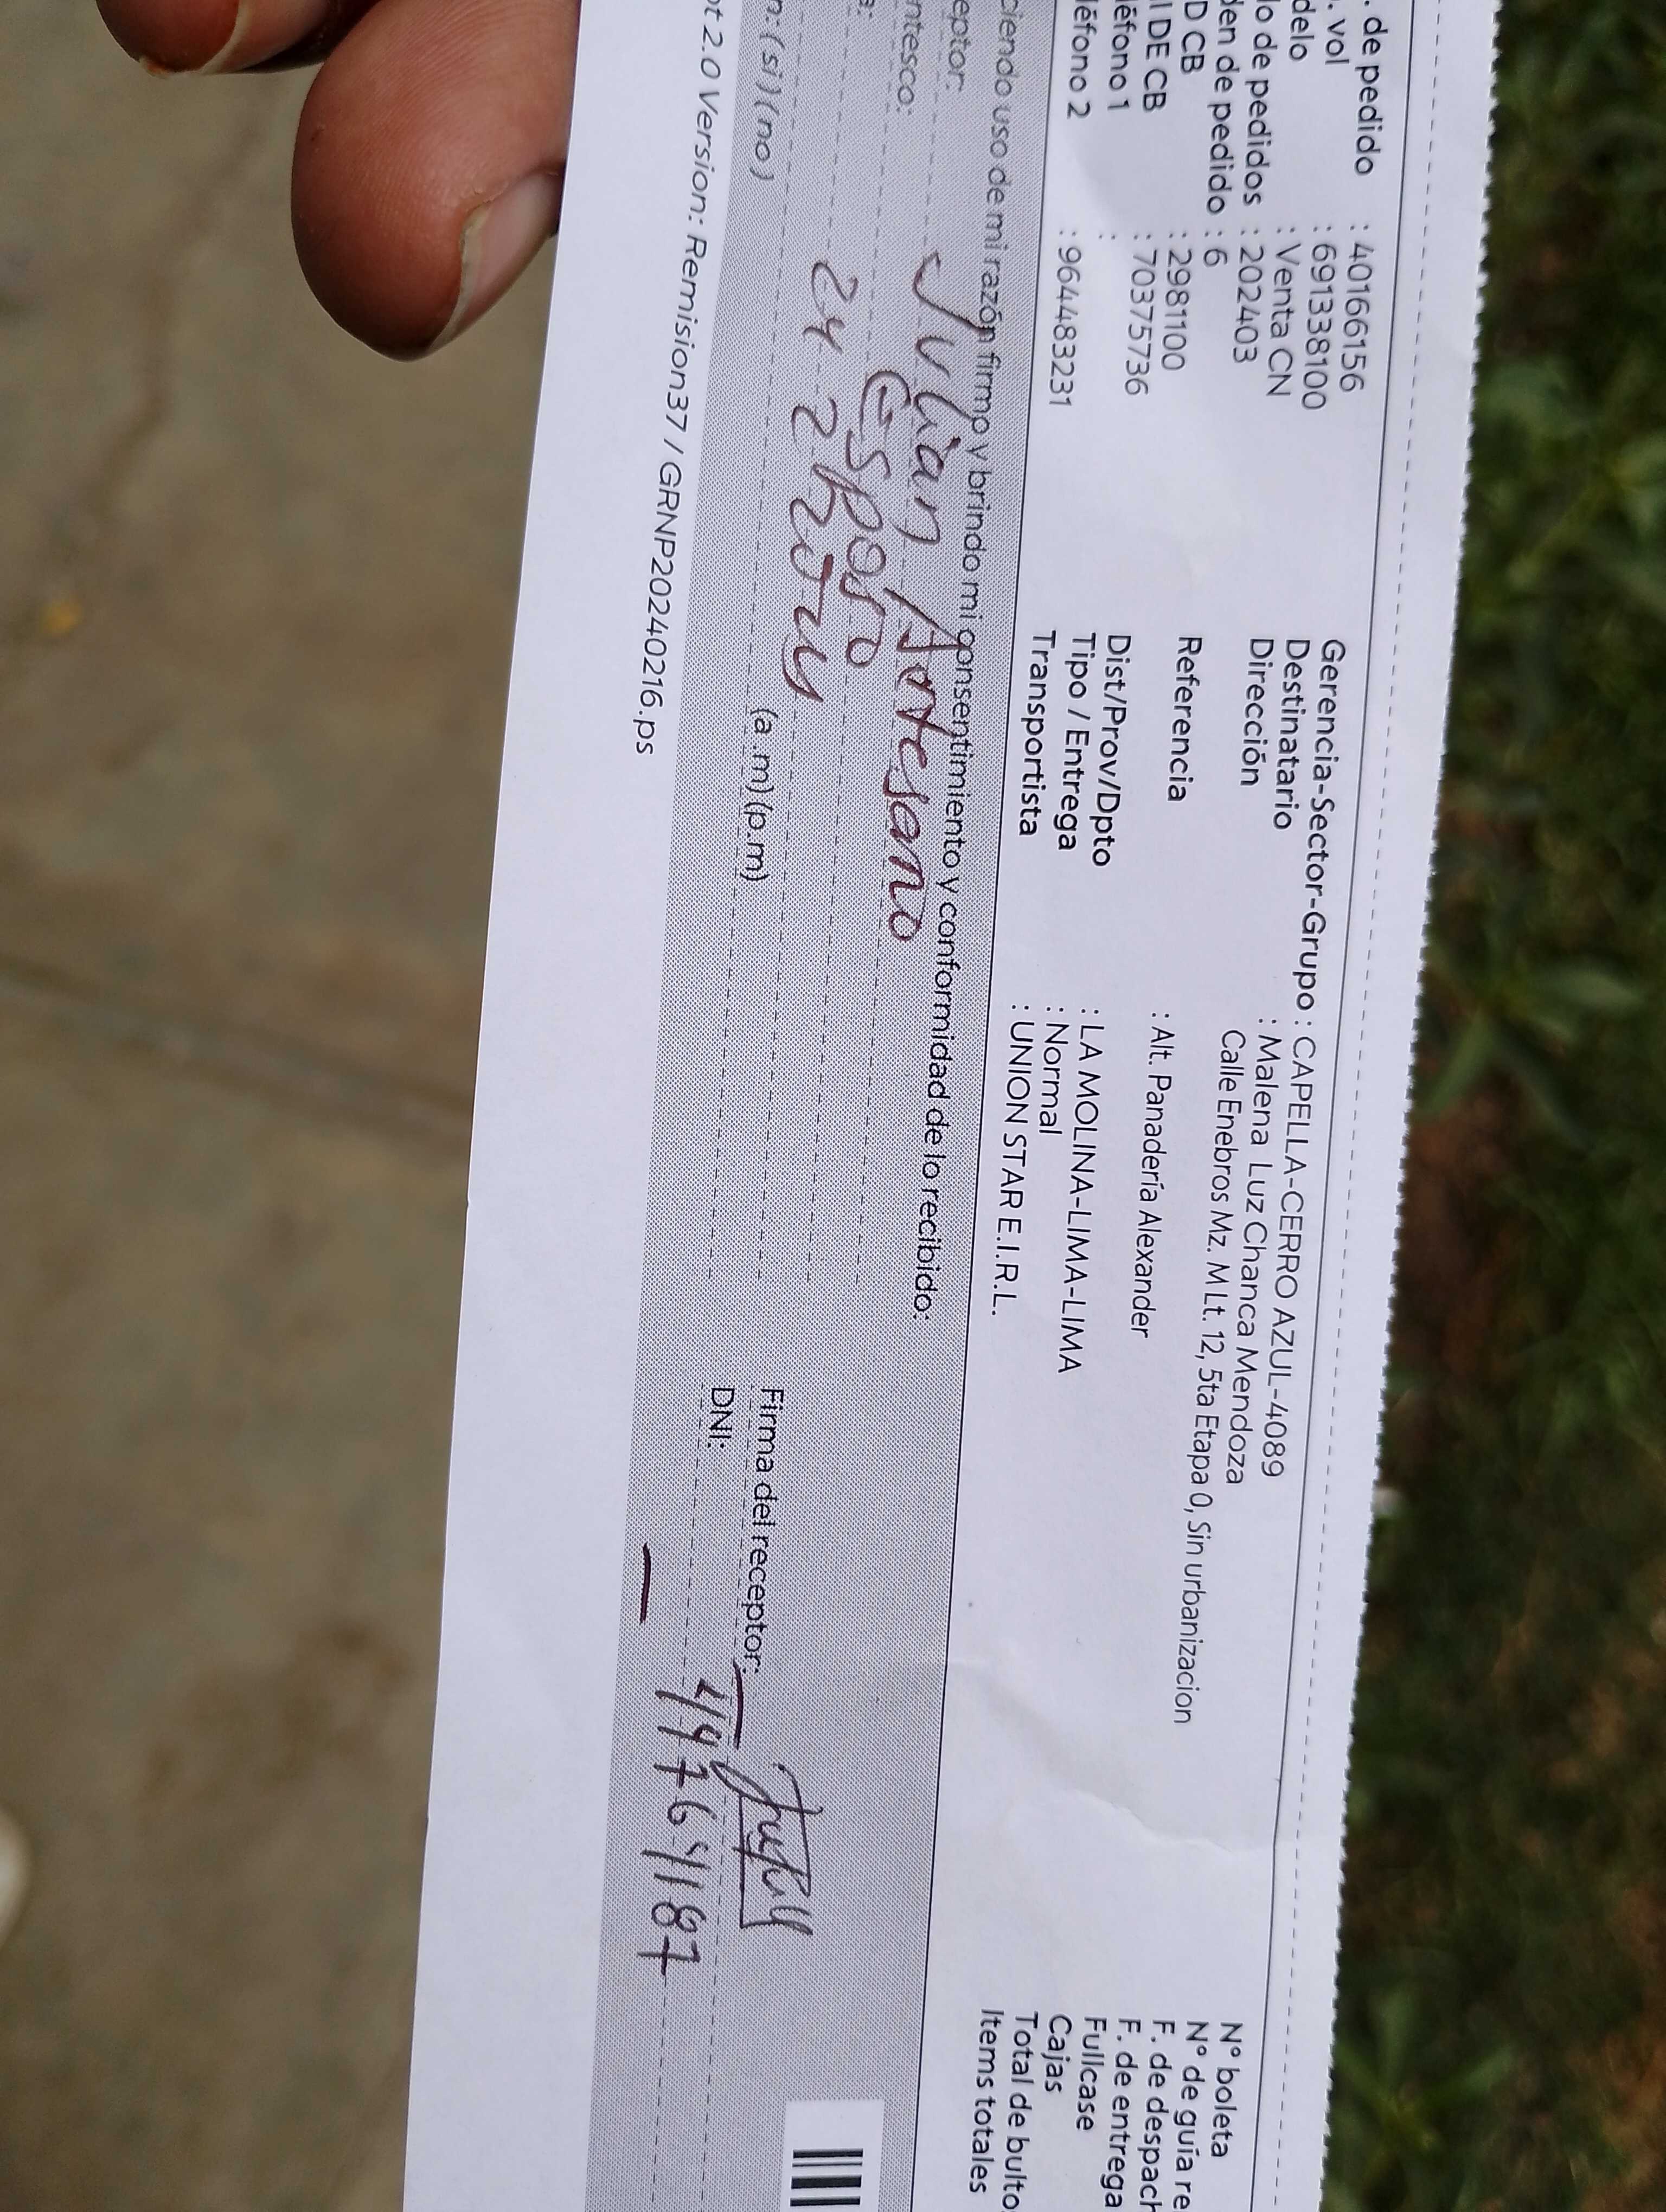 . de pedido : 40166156
. vol : 691338100
delo : Venta CN
lo de pedidos : 202403
den de pedido : 6
D CB : 2981100
I DE CB : 70375736
léfono 1 :
léfono 2 : 964483231
Gerencia-Sector-Grupo : CAPELLA-CERRO AZUL-4089
Destinatario : Malena Luz Chanca Mendoza
Dirección Calle Enebros Mz. M Lt. 12, 5ta Etapa 0, Sin urbanizacion
Referencia : Alt. Panadería Alexander
Dist/Prov/Dpto : LA MOLINA-LIMA-LIMA
Tipo / Entrega : Normal
Transportista : UNION STAR E.I.R.L.
N° boleta
N° de guía re
F. de despach
F. de entrega
Fullcase
Cajas
Total de bulto
Items totales
ciendo uso de mi razón firmo y brindo mi consentimiento y conformidad de lo recibido:
eptor: Julian Artesano
ntesco: Esposo
a: 24-2-2024
n: (si) (no) (a.m) (p.m)
Firma del receptor:
DNI: 44764187
ot 2.0 Version: Remision37 / GRNP20240216.ps